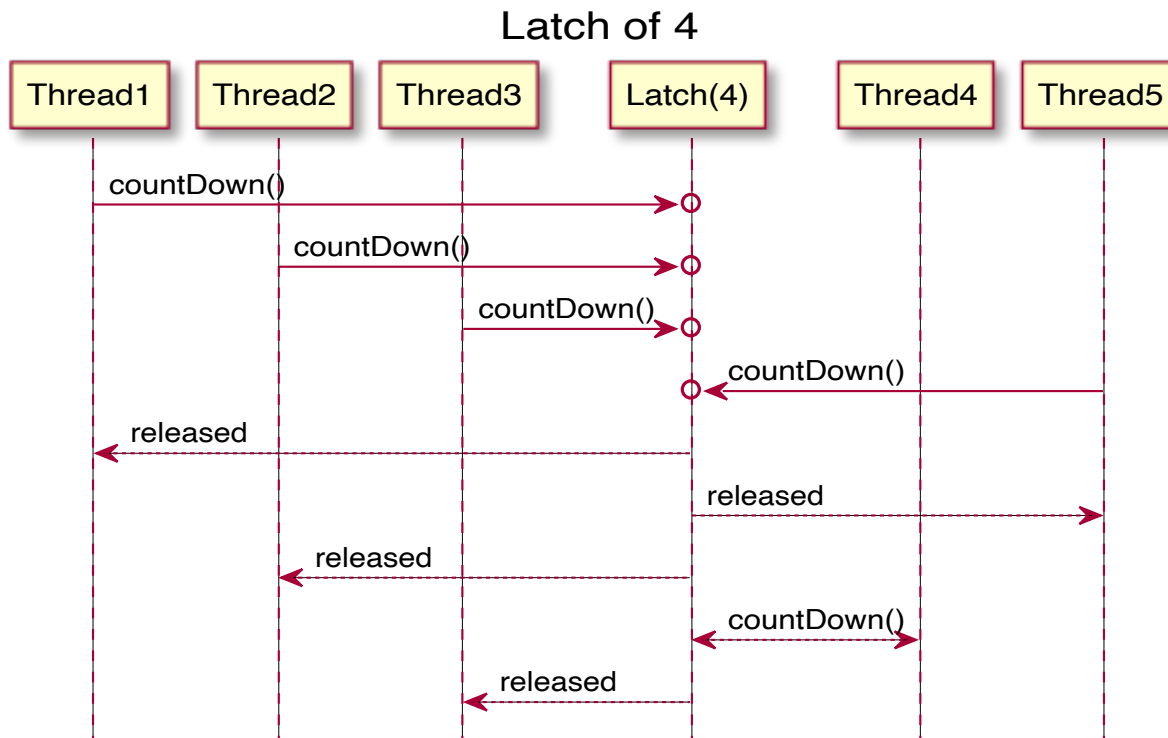 Latch of 4
Thread1 Thread2 Thread3 Latch(4) Thread4 Thread5
countDown()
countDown()
countDown()
countDown()
released
released
released
countDown()
released